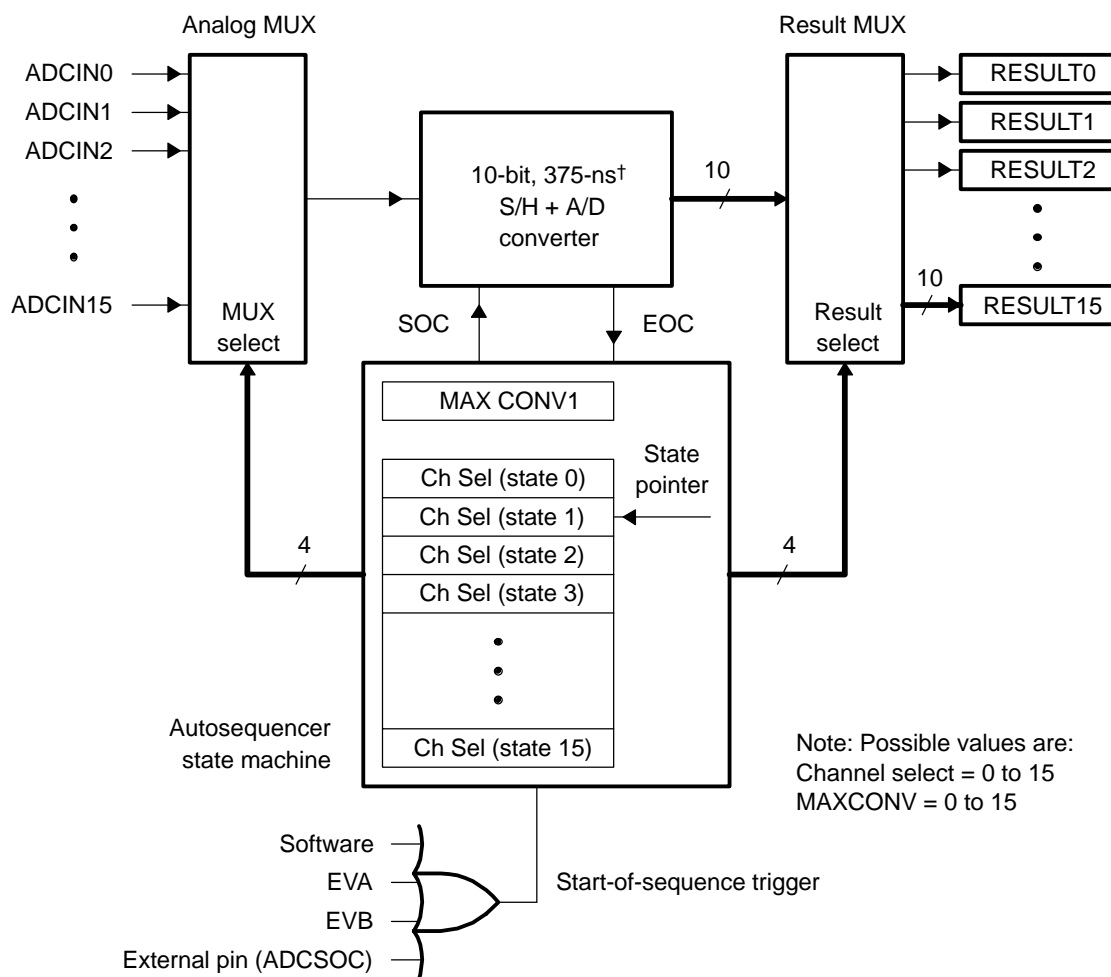 Analog MUX
Result MUX
ADCIN0
ADCIN1
ADCIN2
ADCIN15
MUX
select
10-bit, 375-ns†
S/H + A/D
converter
10
Result
select
RESULT0
RESULT1
RESULT2
10
RESULT15
SOC
EOC
MAX CONV1
State
pointer
Ch Sel (state 0)
Ch Sel (state 1)
Ch Sel (state 2)
Ch Sel (state 3)
Ch Sel (state 15)
4
4
Autosequencer
state machine
Note: Possible values are:
Channel select = 0 to 15
MAXCONV = 0 to 15
Software
EVA
EVB
External pin (ADCSOC)
Start-of-sequence trigger